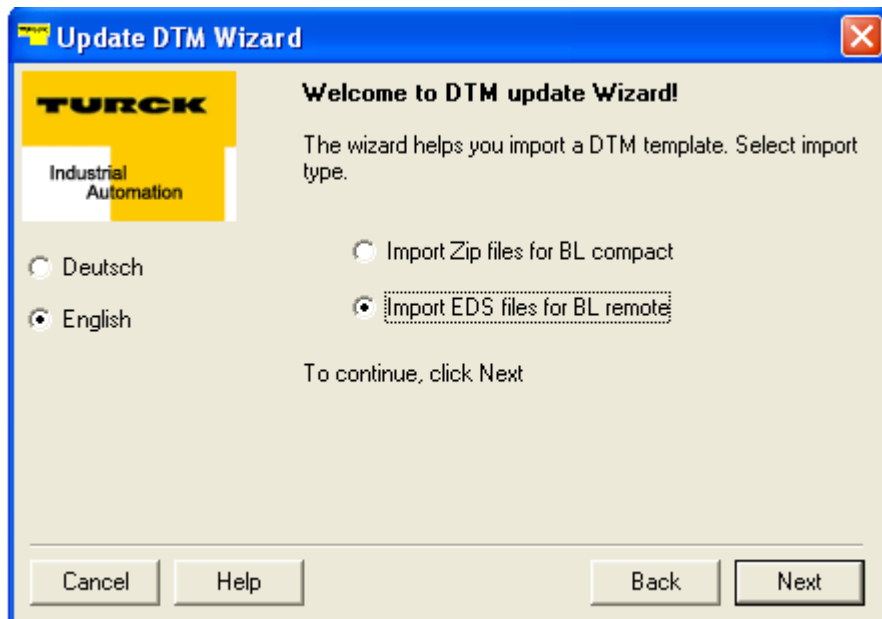 Update DTM Wizard
TURCK
Industrial
Automation
Welcome to DTM update Wizard!
The wizard helps you import a DTM template. Select import
type.
Deutsch
English
Import Zip files for BL compact
Import EDS files for BL remote
To continue, click Next
Cancel
Help
Back
Next